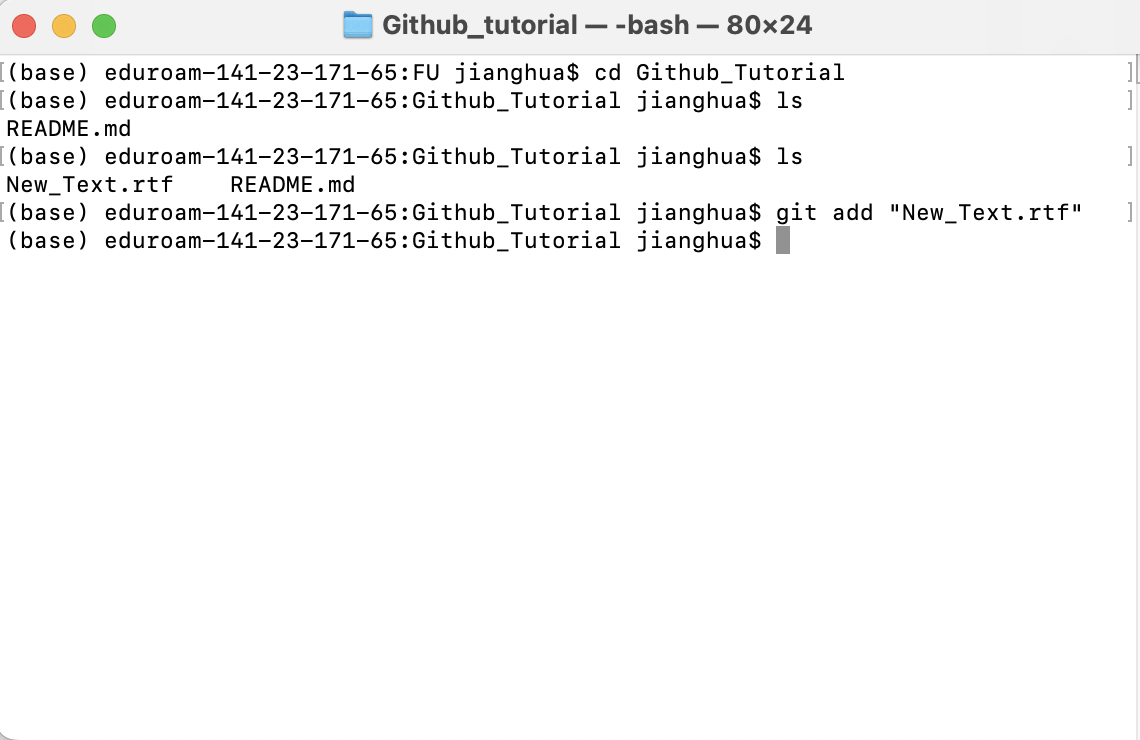 Github_tutorial — -bash — 80×24
[(base) eduroam-141-23-171-65:FU jianghua$ cd Github_Tutorial ]
[(base) eduroam-141-23-171-65:Github_Tutorial jianghua$ ls ]
README.md
[(base) eduroam-141-23-171-65:Github_Tutorial jianghua$ ls ]
New_Text.rtf    README.md
[(base) eduroam-141-23-171-65:Github_Tutorial jianghua$ git add "New_Text.rtf" ]
(base) eduroam-141-23-171-65:Github_Tutorial jianghua$